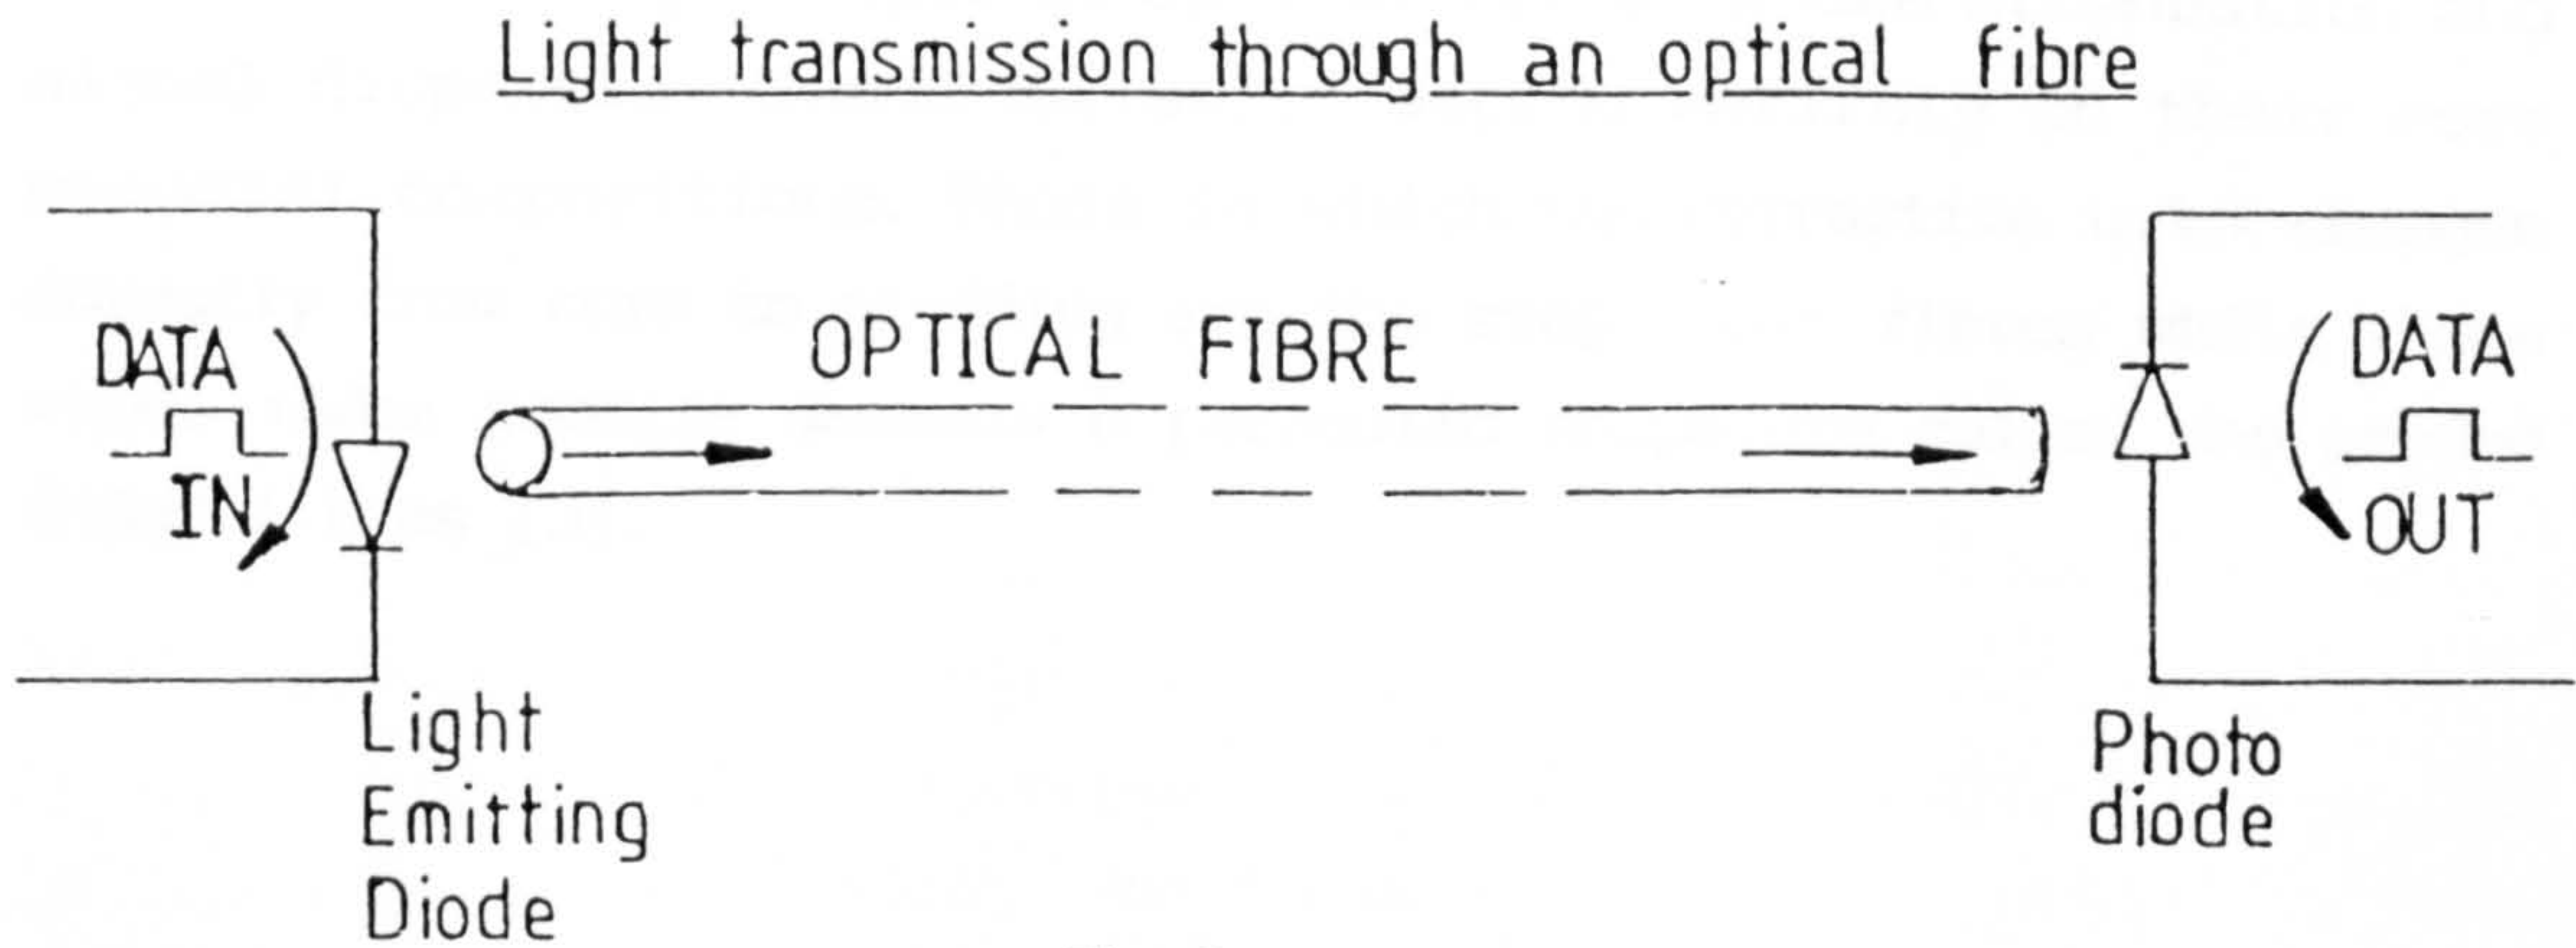 Light transmission through an optical fibre
DATA
IN
OPTICAL FIBRE
DATA
OUT
Light
Emitting
Diode
Photo
diode